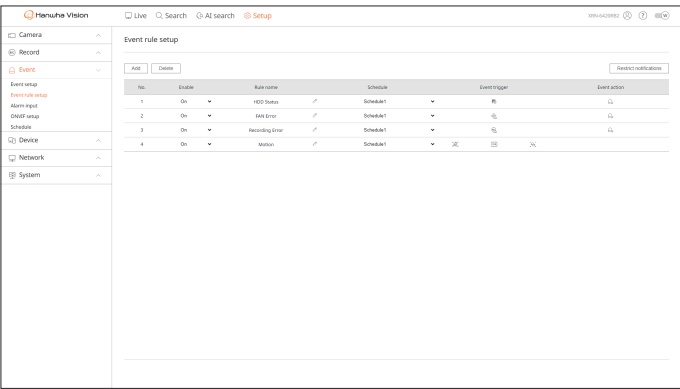 Hanwha Vision
Live Search AI search Setup
XRN-6420RB2 ? W
Camera
Record
Event
Event setup
Event rule setup
Alarm input
ONVIF setup
Schedule
Device
Network
System
Event rule setup
Add Delete Restrict notifications
No. Enable Rule name Schedule Event trigger Event action
1 On HDD Status Schedule1
2 On FAN Error Schedule1
3 On Recording Error Schedule1
4 On Motion Schedule1